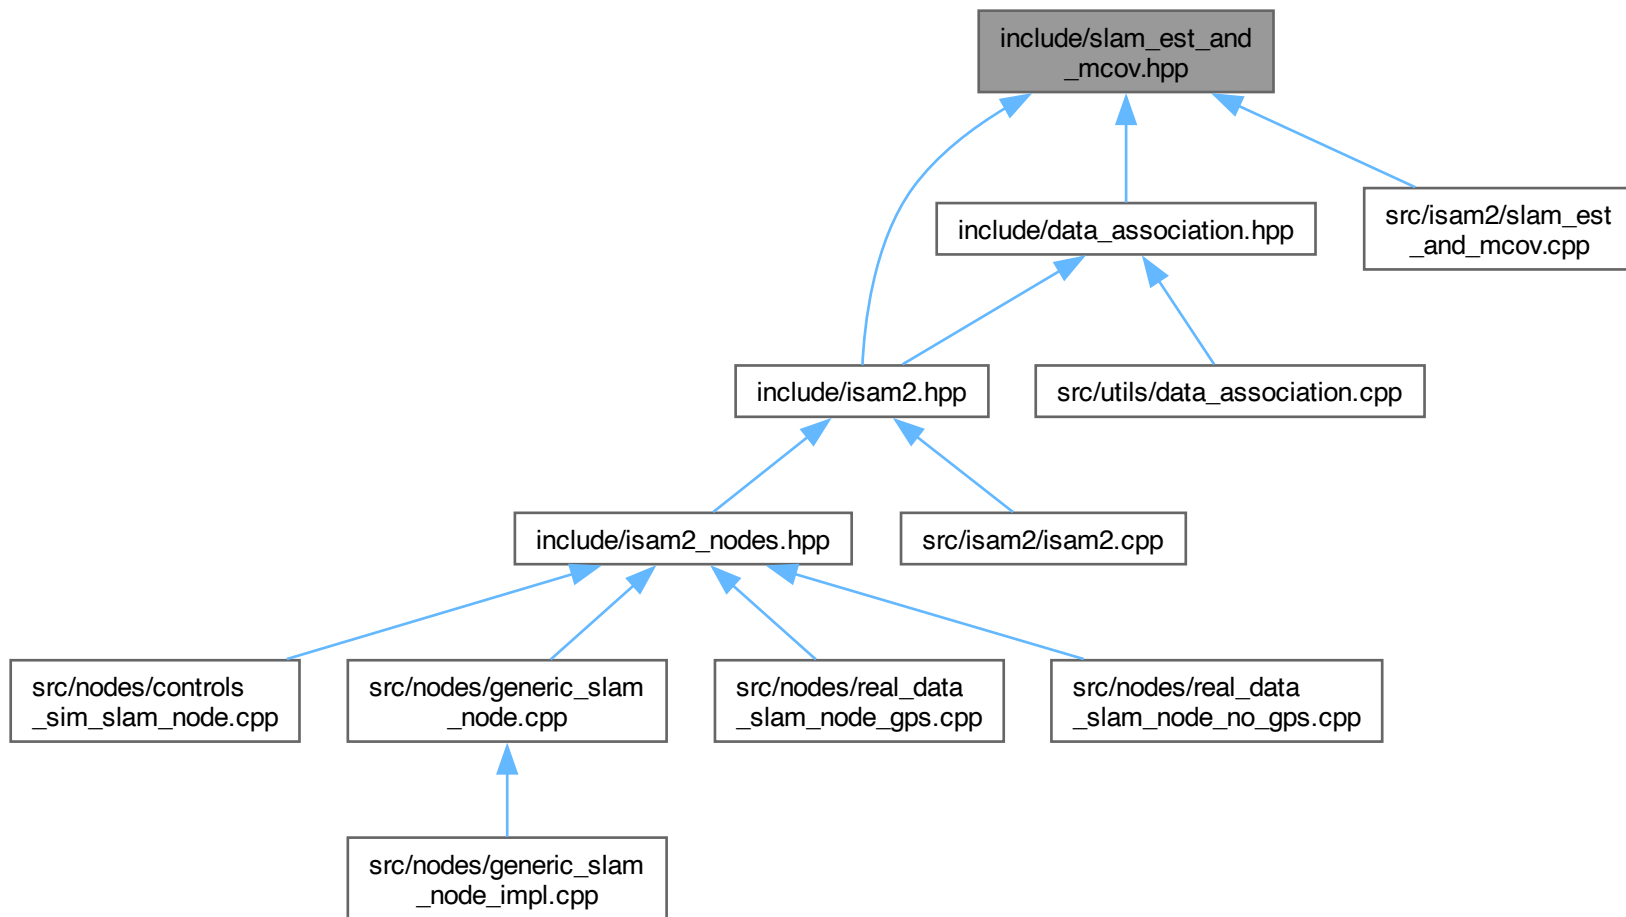 include/slam_est_and
_mcov.hpp
include/data_association.hpp
src/isam2/slam_est
_and_mcov.cpp
include/isam2.hpp
src/utils/data_association.cpp
include/isam2_nodes.hpp
src/isam2/isam2.cpp
src/nodes/controls
_sim_slam_node.cpp
src/nodes/generic_slam
_node.cpp
src/nodes/real_data
_slam_node_gps.cpp
src/nodes/real_data
_slam_node_no_gps.cpp
src/nodes/generic_slam
_node_impl.cpp